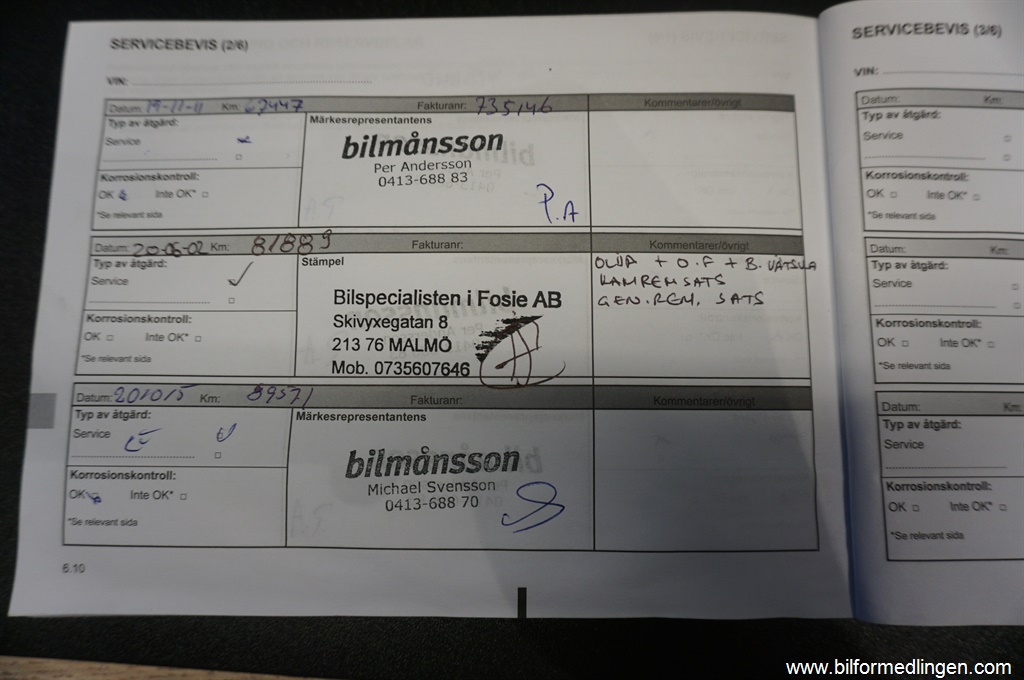 SERVICEBEVIS (2/6)
VIN:
Datum: 19-11-11 Km: 67447 Fakturanr: 735146 Kommentarer/övrigt
Typ av åtgärd:
Service
Korrosionskontroll:
OK Inte OK*
*Se relevant sida
Märkesrepresentantens
bilmånsson
Per Andersson
0413-688 83
P.A
Datum: 20-06-02 Km: 81889 Fakturanr: Kommentarer/övrigt
Typ av åtgärd:
Service
Korrosionskontroll:
OK Inte OK*
*Se relevant sida
Stämpel
Bilspecialisten i Fosie AB
Skivyxegatan 8
213 76 MALMÖ
Mob. 0735607646
OLJA + O.F + B.VÄTSKA
KAMREMSATS
GEN.REM. SATS
Datum: 201015 Km: 89571 Fakturanr: Kommentarer/övrigt
Typ av åtgärd:
Service
Korrosionskontroll:
OK Inte OK*
*Se relevant sida
Märkesrepresentantens
bilmånsson
Michael Svensson
0413-688 70
6.10
SERVICEBEVIS (3/6)
VIN:
Datum: Km:
Typ av åtgärd:
Service
Korrosionskontroll:
OK Inte OK*
*Se relevant sida
Datum: Km:
Typ av åtgärd:
Service
Korrosionskontroll:
OK Inte OK*
*Se relevant sida
Datum: Km:
Typ av åtgärd:
Service
Korrosionskontroll:
OK Inte OK*
*Se relevant sida
www.bilformedlingen.com